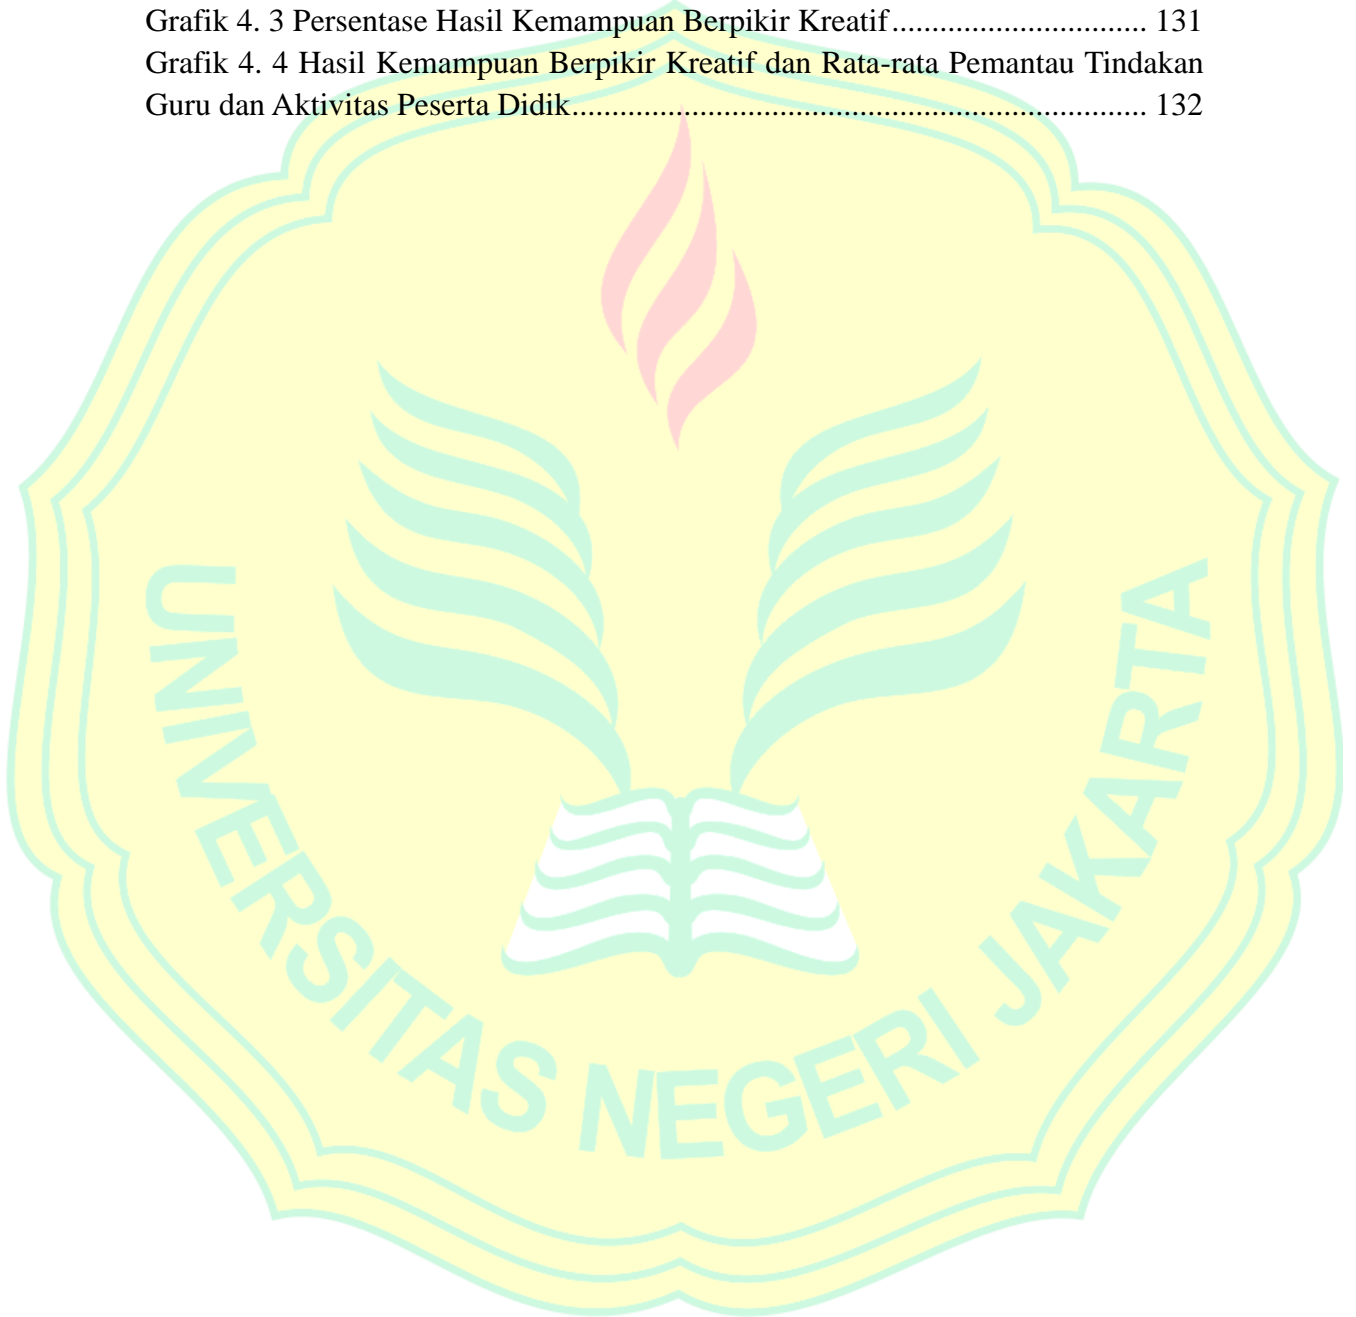 Grafik 4. 3 Persentase Hasil Kemampuan Berpikir Kreatif................................ 131
Grafik 4. 4 Hasil Kemampuan Berpikir Kreatif dan Rata-rata Pemantau Tindakan
Guru dan Aktivitas Peserta Didik........................................................................ 132
UNIVERSITAS NEGERI JAKARTA